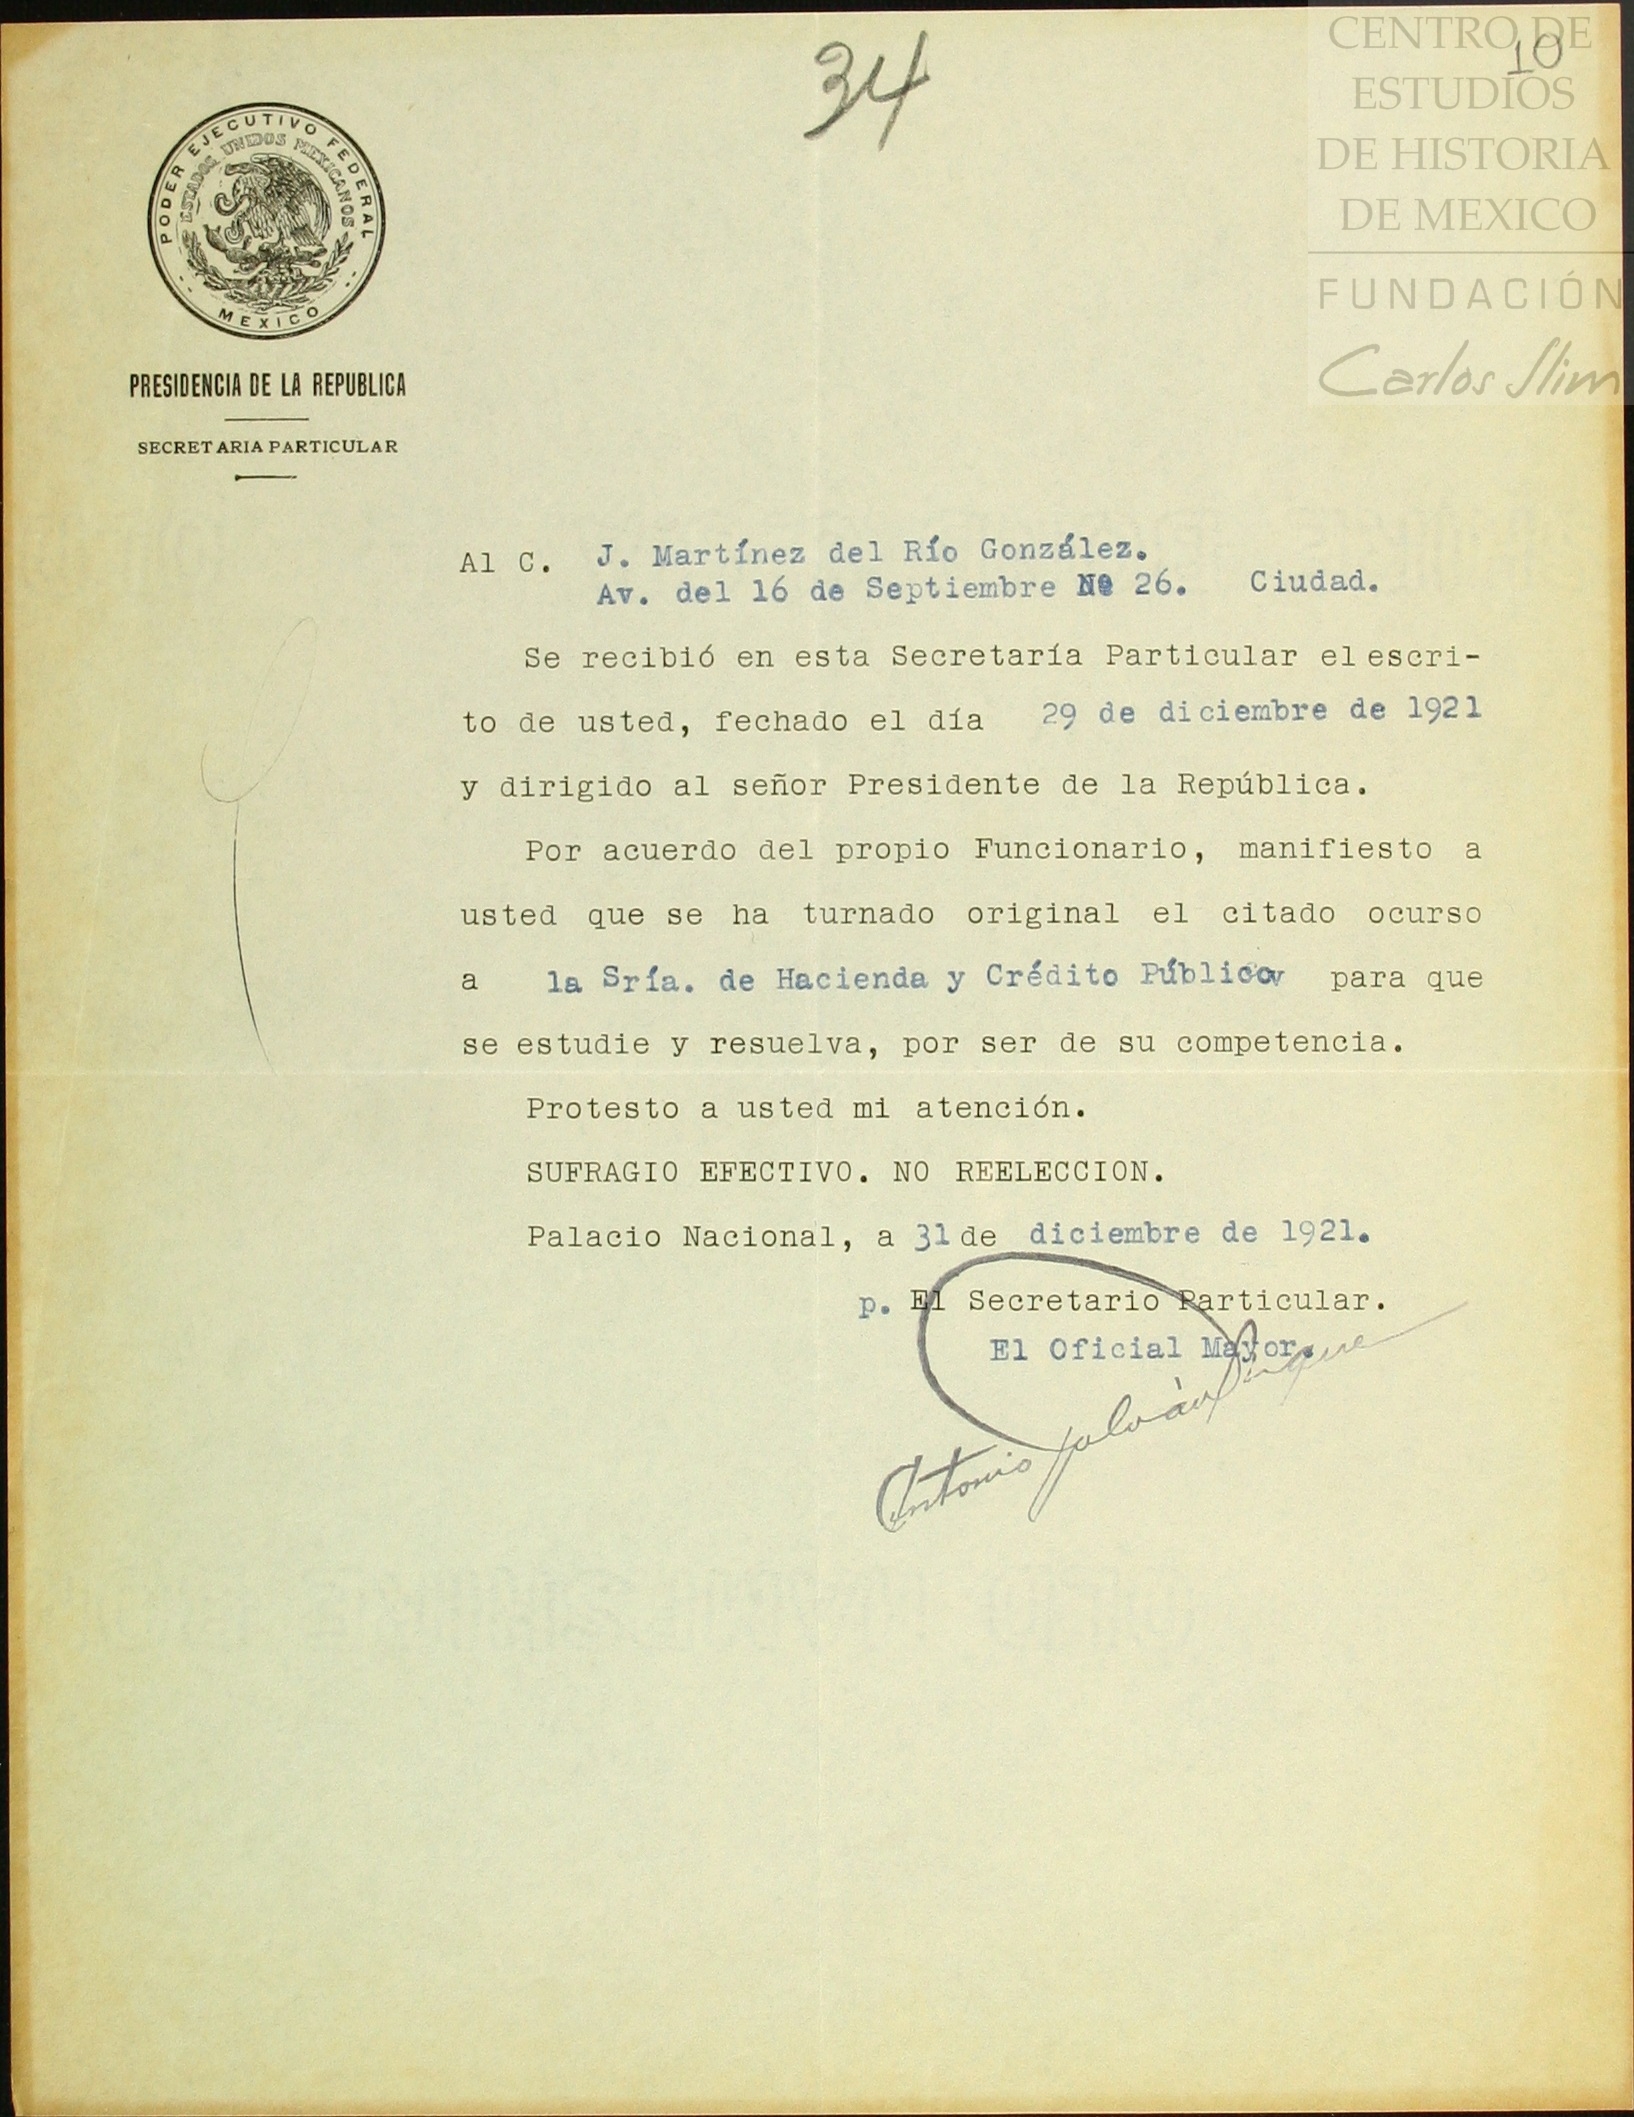 34
10
CENTRO DE
ESTUDIOS
DE HISTORIA
DE MEXICO
FUNDACIÓN
Carlos Slim
PODER EJECUTIVO FEDERAL
ESTADOS UNIDOS MEXICANOS
MEXICO
PRESIDENCIA DE LA REPUBLICA
SECRETARIA PARTICULAR
Al C. J. Martínez del Río González.
Av. del 16 de Septiembre Nº 26. Ciudad.
Se recibió en esta Secretaría Particular el escri-
to de usted, fechado el día 29 de diciembre de 1921
y dirigido al señor Presidente de la República.
Por acuerdo del propio Funcionario, manifiesto a
usted que se ha turnado original el citado ocurso
a la Sría. de Hacienda y Crédito Público para que
se estudie y resuelva, por ser de su competencia.
Protesto a usted mi atención.
SUFRAGIO EFECTIVO. NO REELECCION.
Palacio Nacional, a 31 de diciembre de 1921.
p. El Secretario Particular.
El Oficial Mayor.
Antonio Galván Duque